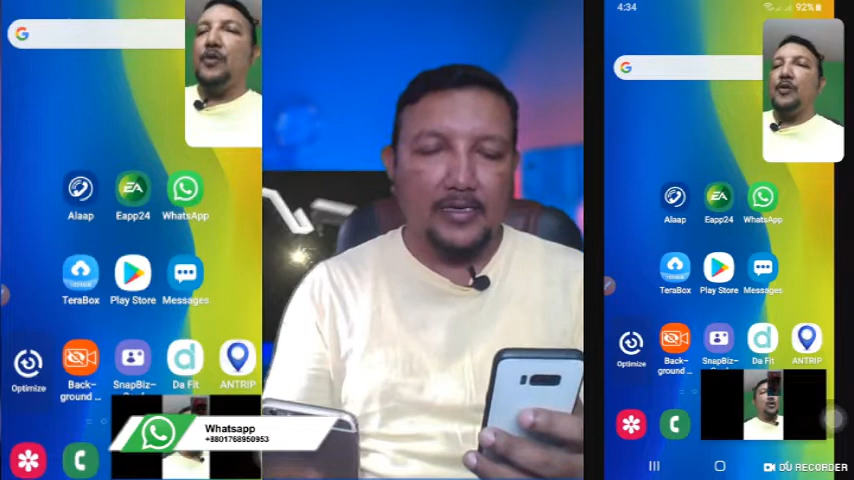 Alaap
Eapp24
WhatsApp
TeraBox
Play Store
Messages
Optimize
Back-
ground ...
SnapBiz-
Da Fit
ANTRIP
Whatsapp
+8801768950953
4:34
92%
Alaap
Eapp24
WhatsApp
TeraBox
Play Store
Messages
Optimize
Back-
ground ...
SnapBiz-
Da Fit
ANTRIP
DU RECORDER